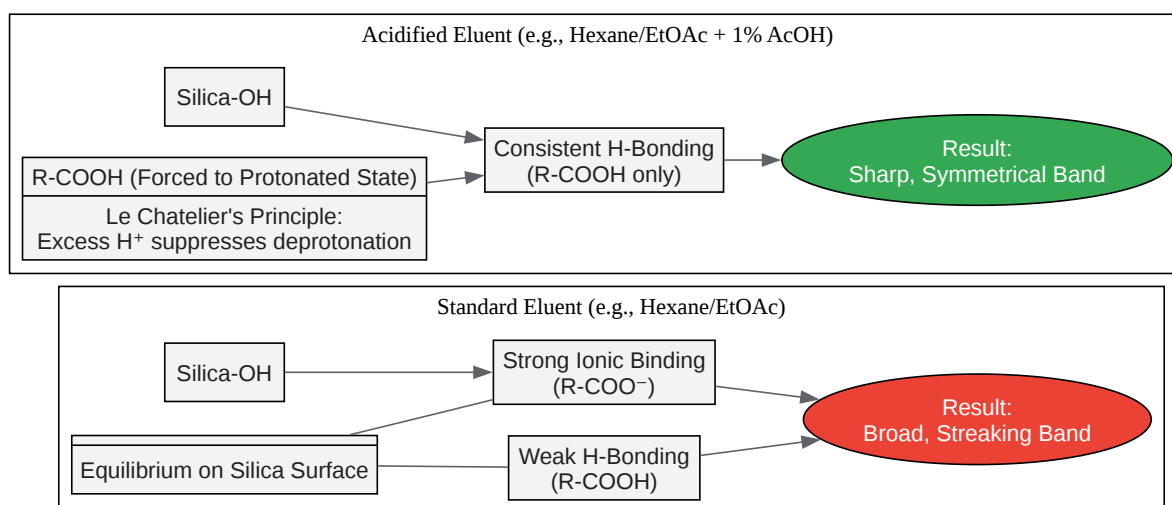 Acidified Eluent (e.g., Hexane/EtOAc + 1% AcOH)
Silica-OH
R-COOH (Forced to Protonated State)
Le Chatelier's Principle:
Excess H⁺ suppresses deprotonation
Consistent H-Bonding
(R-COOH only)
Result:
Sharp, Symmetrical Band
Standard Eluent (e.g., Hexane/EtOAc)
Silica-OH
Equilibrium on Silica Surface
Strong Ionic Binding
(R-COO⁻)
Weak H-Bonding
(R-COOH)
Result:
Broad, Streaking Band